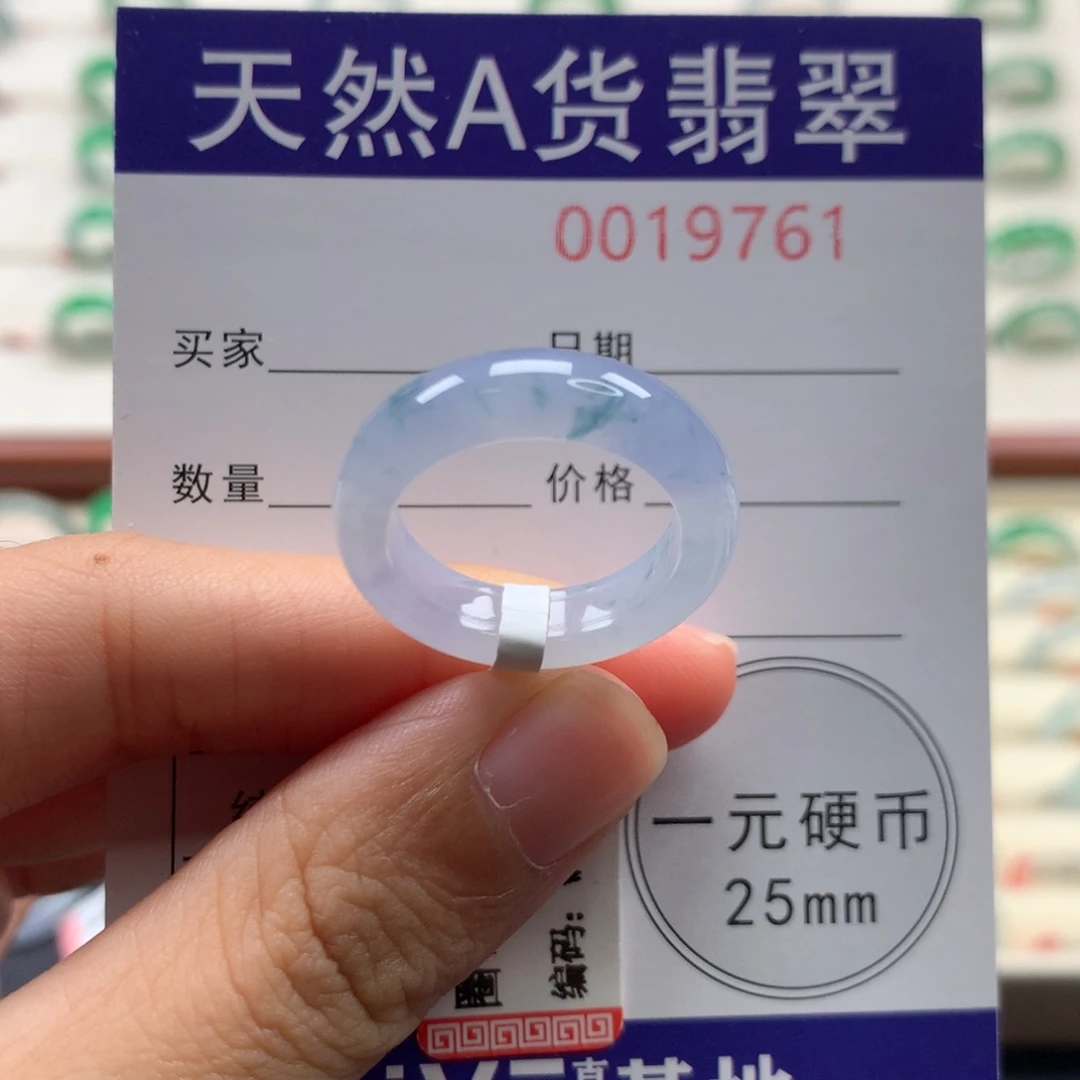 天然A货翡翠
0019761
买家 日期
数量 价格
一元硬币
25mm
编码:
圈